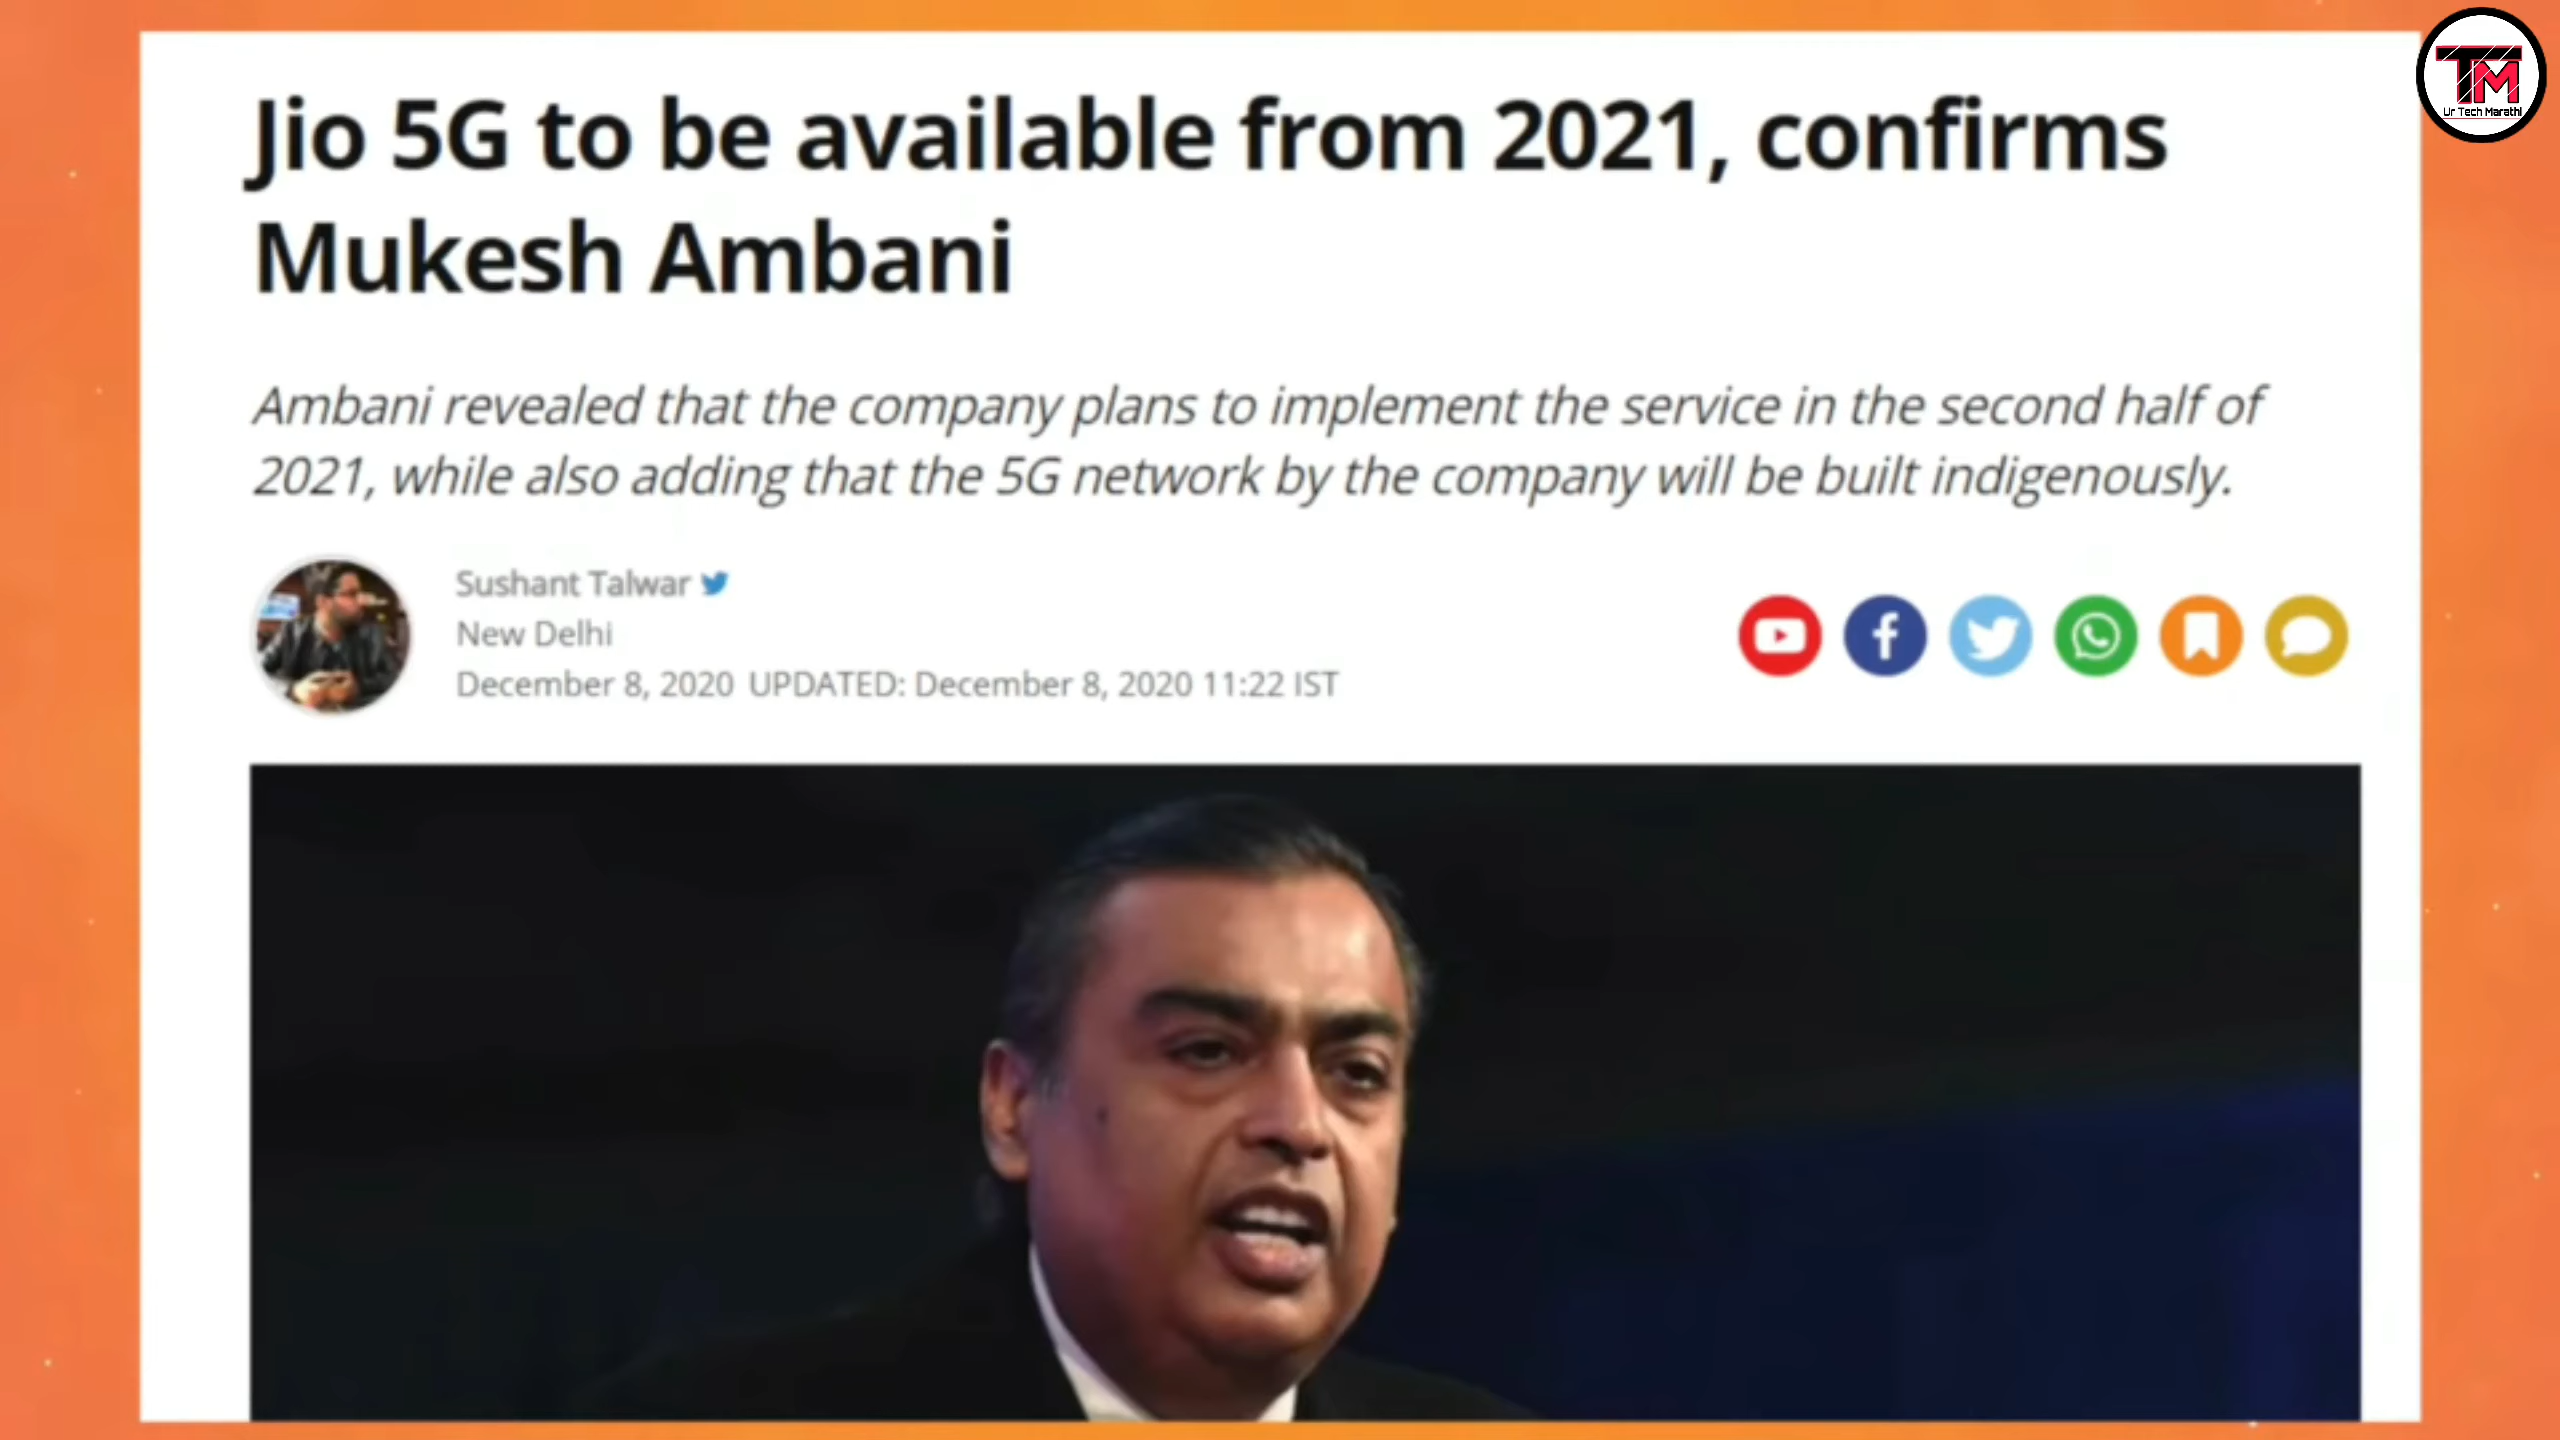 TM
Ur Tech Marathi
Jio 5G to be available from 2021, confirms
Mukesh Ambani
Ambani revealed that the company plans to implement the service in the second half of
2021, while also adding that the 5G network by the company will be built indigenously.
Sushant Talwar
New Delhi
December 8, 2020 UPDATED: December 8, 2020 11:22 IST